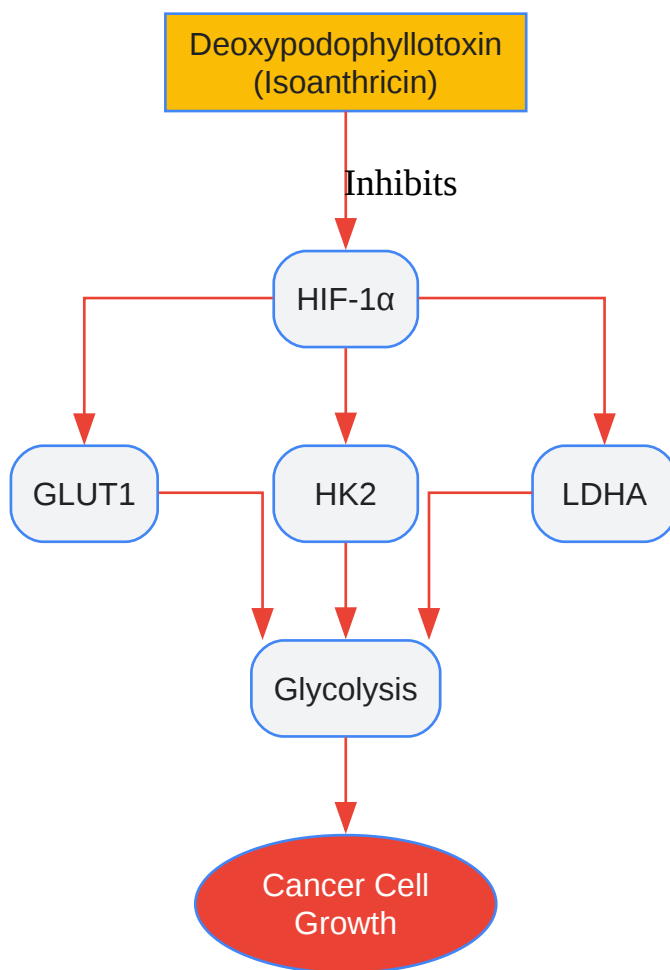 Deoxypodophyllotoxin
(Isoanthricin)
Inhibits
HIF-1α
GLUT1
HK2
LDHA
Glycolysis
Cancer Cell
Growth